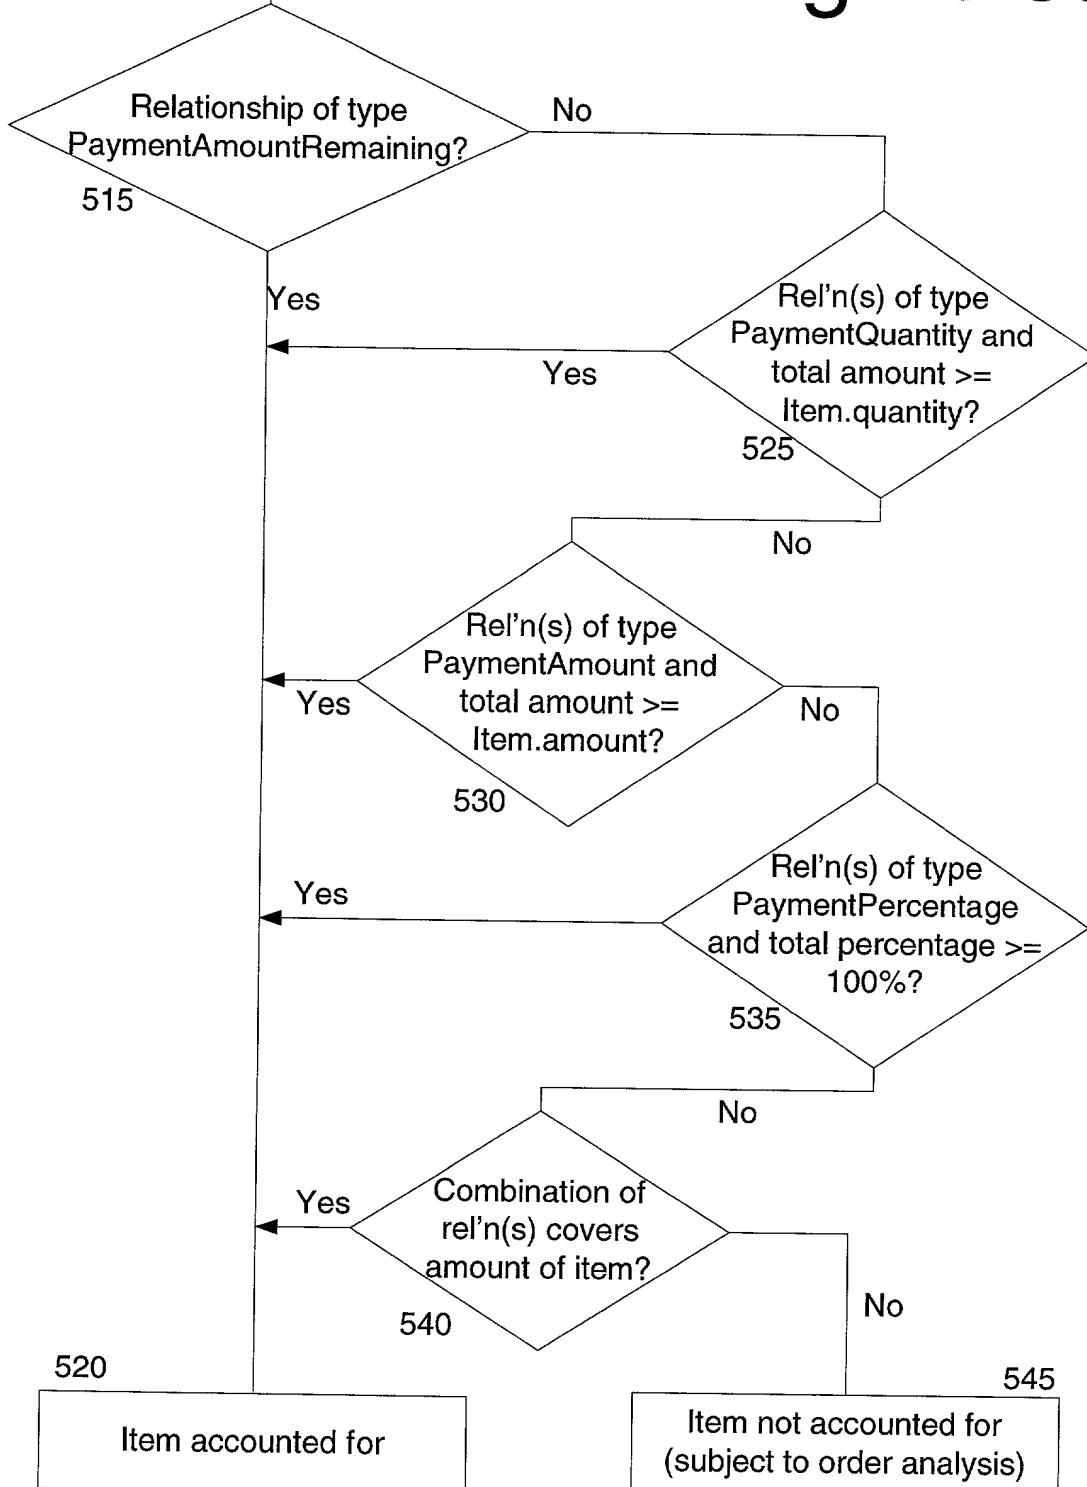 Relationship of type
PaymentAmountRemaining?
515
No
Yes
Rel'n(s) of type
PaymentQuantity and
total amount >=
Item.quantity?
525
Yes
No
Rel'n(s) of type
PaymentAmount and
total amount >=
Item.amount?
530
Yes
No
Rel'n(s) of type
PaymentPercentage
and total percentage >=
100%?
535
Yes
No
Combination of
rel'n(s) covers
amount of item?
540
Yes
No
520
Item accounted for
545
Item not accounted for
(subject to order analysis)